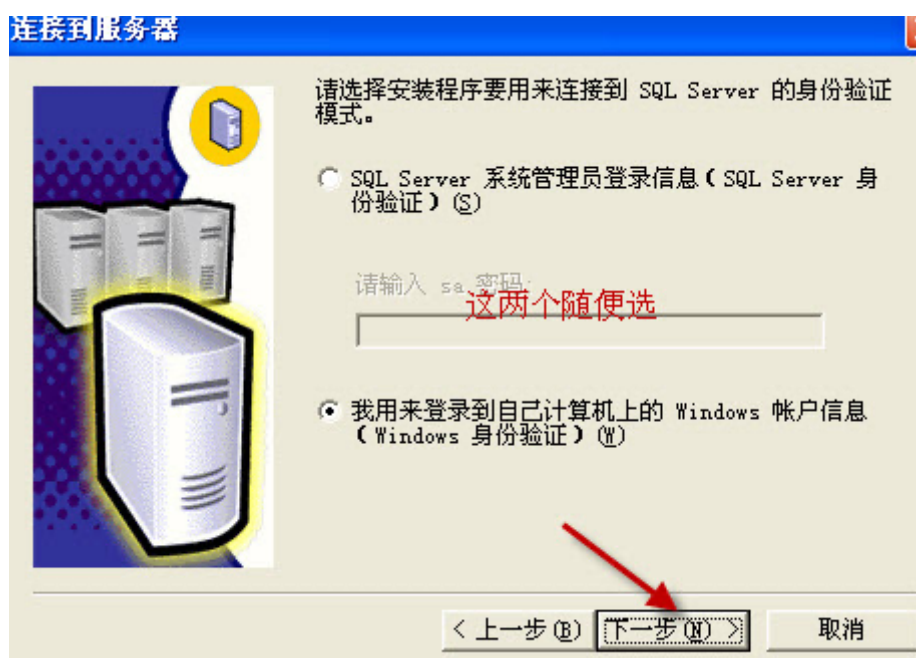 连接到服务器
请选择安装程序要用来连接到 SQL Server 的身份验证
模式。
SQL Server 系统管理员登录信息(SQL Server 身
份验证)(S)
请输入 sa 密码:
这两个随便选
我用来登录到自己计算机上的 Windows 帐户信息
(Windows 身份验证)(W)
< 上一步(B)
下一步(N) >
取消